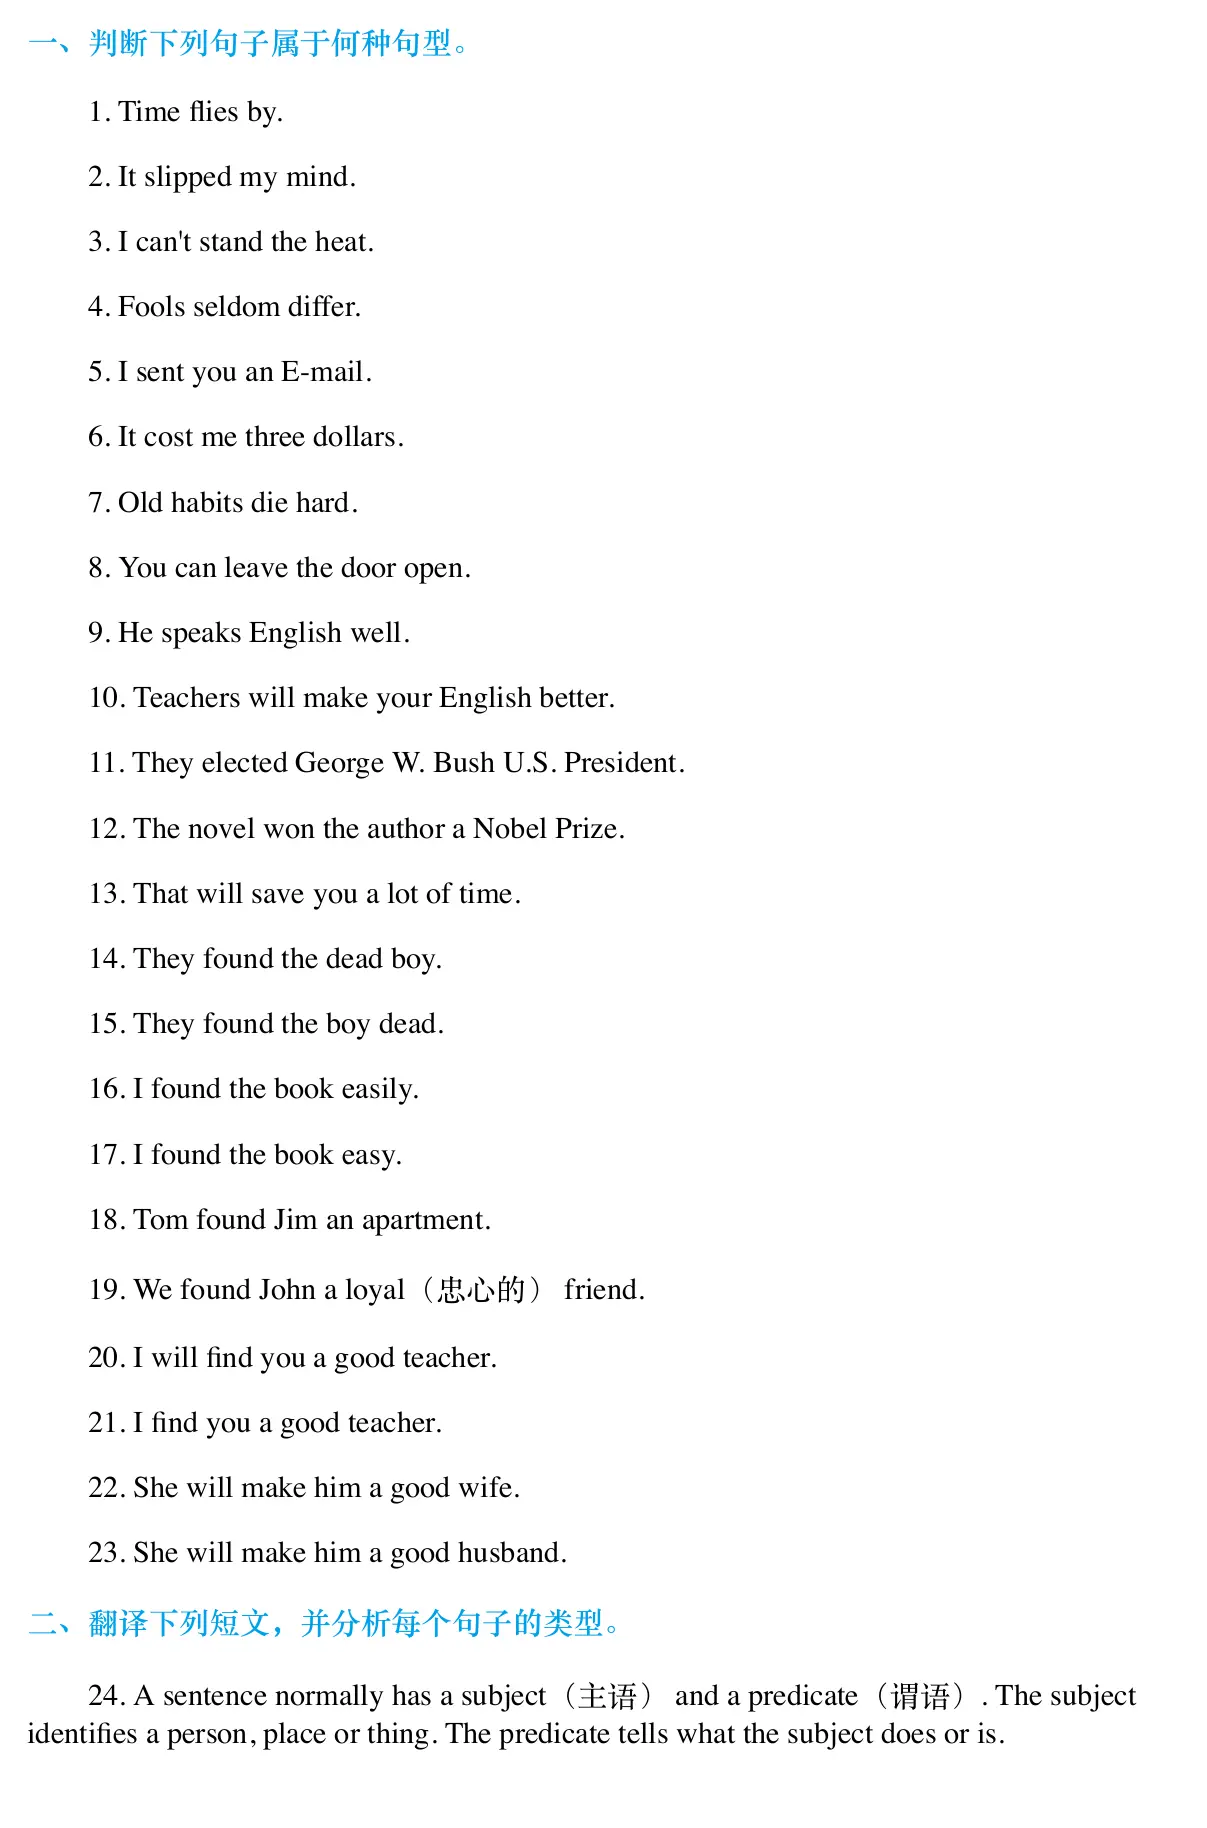 一、判断下列句子属于何种句型。
1. Time flies by.
2. It slipped my mind.
3. I can't stand the heat.
4. Fools seldom differ.
5. I sent you an E-mail.
6. It cost me three dollars.
7. Old habits die hard.
8. You can leave the door open.
9. He speaks English well.
10. Teachers will make your English better.
11. They elected George W. Bush U.S. President.
12. The novel won the author a Nobel Prize.
13. That will save you a lot of time.
14. They found the dead boy.
15. They found the boy dead.
16. I found the book easily.
17. I found the book easy.
18. Tom found Jim an apartment.
19. We found John a loyal（忠心的） friend.
20. I will find you a good teacher.
21. I find you a good teacher.
22. She will make him a good wife.
23. She will make him a good husband.
二、翻译下列短文，并分析每个句子的类型。
24. A sentence normally has a subject（主语） and a predicate（谓语）. The subject
identifies a person, place or thing. The predicate tells what the subject does or is.